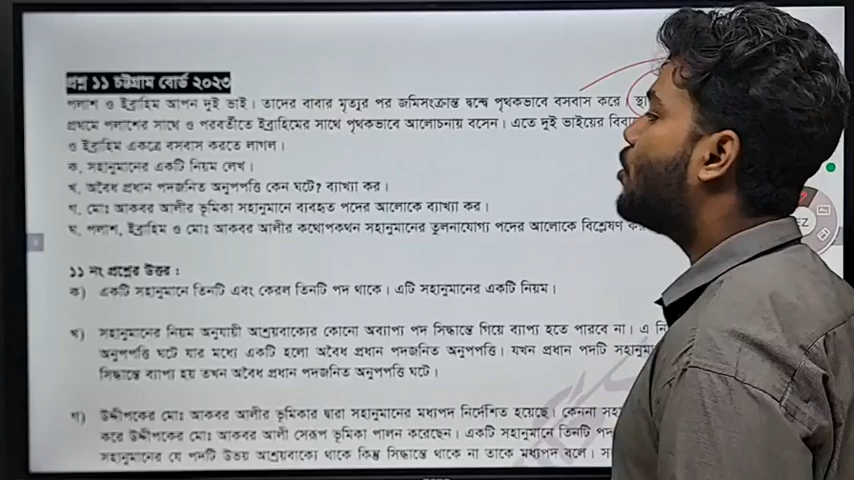 প্রশ্ন ১১ চট্টগ্রাম বোর্ড ২০২৩
পলাশ ও ইব্রাহিম আপন দুই ভাই। তাদের বাবার মৃত্যুর পর জমিসংক্রান্ত দ্বন্দ্বে পৃথকভাবে বসবাস করে।
প্রথমে পলাশের সাথে ও পরবর্তীতে ইব্রাহিমের সাথে পৃথকভাবে আলোচনায় বসেন। এতে দুই ভাইয়ের
ও ইব্রাহিম একত্রে বসবাস করতে লাগল।
ক. সহানুমানের একটি নিয়ম লেখ।
খ. অবৈধ প্রধান পদজনিত অনুপপত্তি কেন ঘটে? ব্যাখ্যা কর।
গ. মোঃ আকবর আলীর ভূমিকা সহানুমানে ব্যবহৃত পদের আলোকে ব্যাখ্যা কর।
ঘ. পলাশ, ইব্রাহিম ও মোঃ আকবর আলীর কথোপকথন সহানুমানের তুলনাযোগ্য পদের আলোকে বিশ্লেষণ
১১ নং প্রশ্নের উত্তর :
ক) একটি সহানুমানে তিনটি এবং কেবল তিনটি পদ থাকে। এটি সহানুমানের একটি নিয়ম।
খ) সহানুমানের নিয়ম অনুযায়ী আশ্রয়বাক্যের কোনো অব্যাপ্য পদ সিদ্ধান্তে গিয়ে ব্যাপ্য হতে পারবে না। এ
অনুপপত্তি ঘটে যার মধ্যে একটি হলো অবৈধ প্রধান পদজনিত অনুপপত্তি। যখন প্রধান পদটি
সিদ্ধান্তে ব্যাপ্য হয় তখন অবৈধ প্রধান পদজনিত অনুপপত্তি ঘটে।
গ) উদ্দীপকের মোঃ আকবর আলীর ভূমিকার দ্বারা সহানুমানের মধ্যপদ নির্দেশিত হয়েছে। কেননা
করে উদ্দীপকের মোঃ আকবর আলী সেরূপ ভূমিকা পালন করেছেন। একটি সহানুমানে তিনটি
সহানুমানের যে পদটি উভয় আশ্রয়বাক্যে থাকে কিন্তু সিদ্ধান্তে থাকে না তাকে মধ্যপদ বলে।